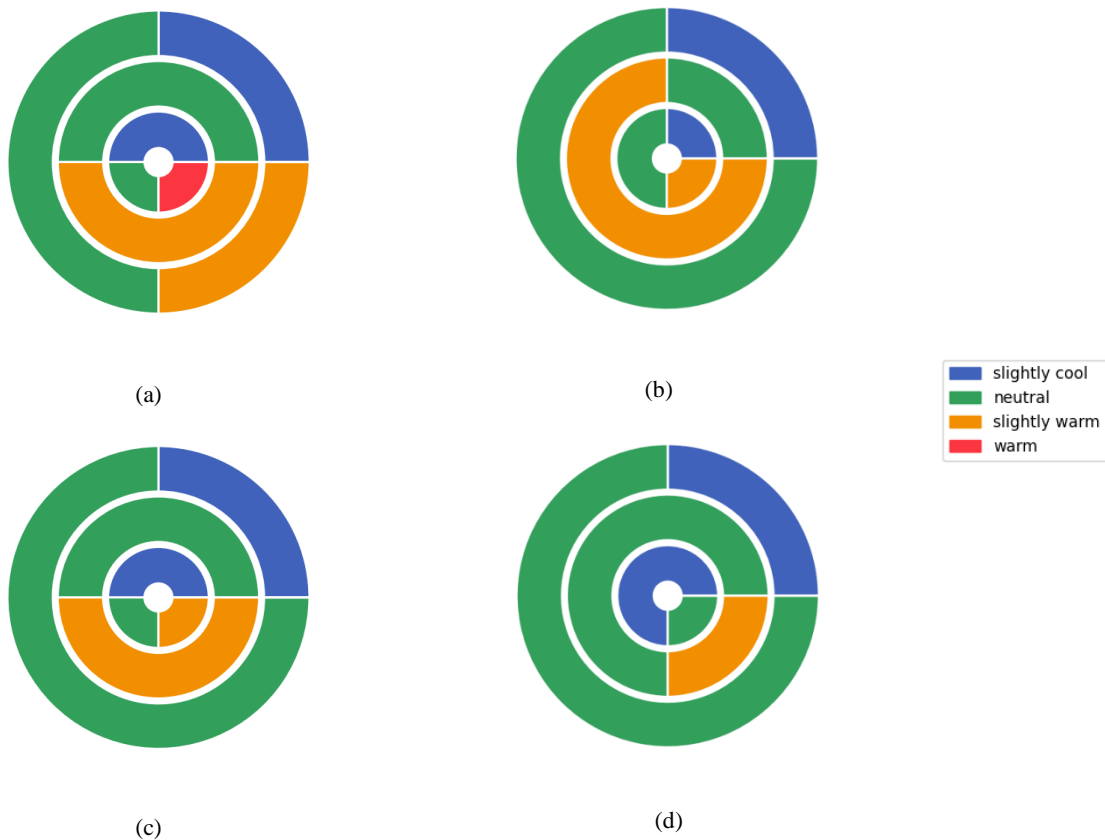 (a)
(b)
slightly cool
neutral
slightly warm
warm
(c)
(d)